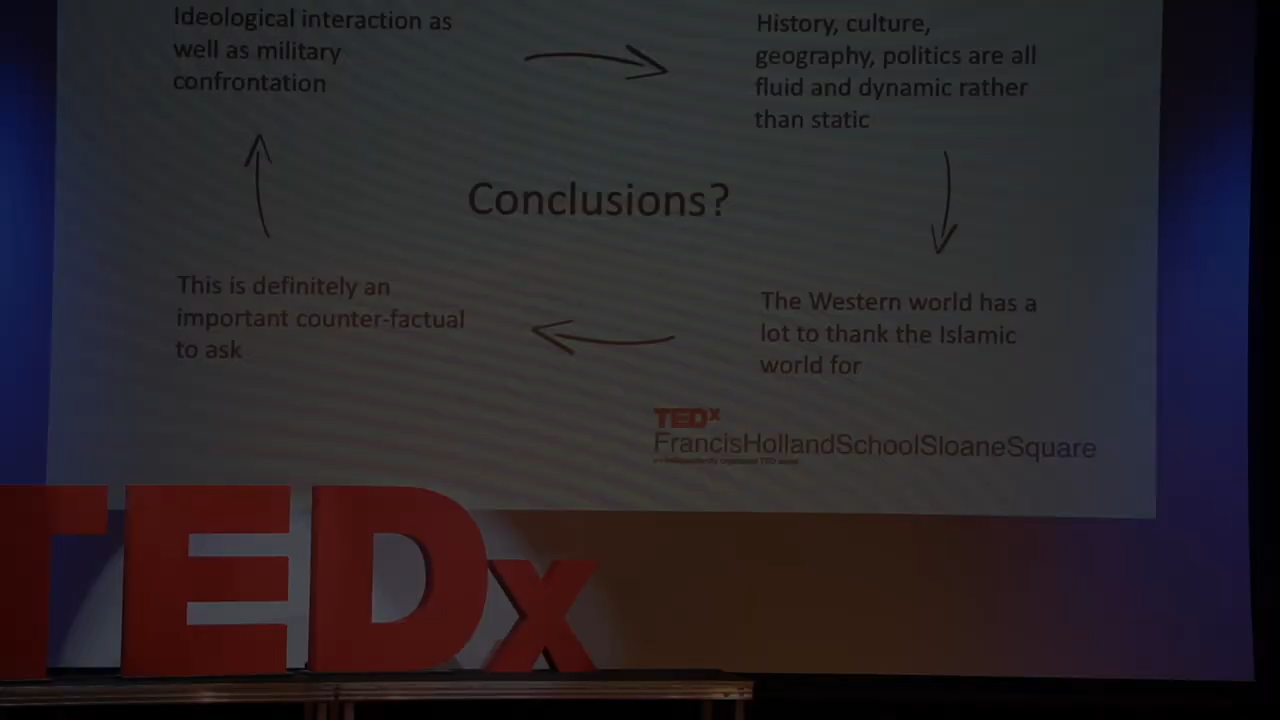 Ideological interaction as
well as military
confrontation
History, culture,
geography, politics are all
fluid and dynamic rather
than static
Conclusions?
This is definitely an
important counter-factual
to ask
The Western world has a
lot to thank the Islamic
world for
TEDx
FrancisHollandSchoolSloaneSquare
TEDx